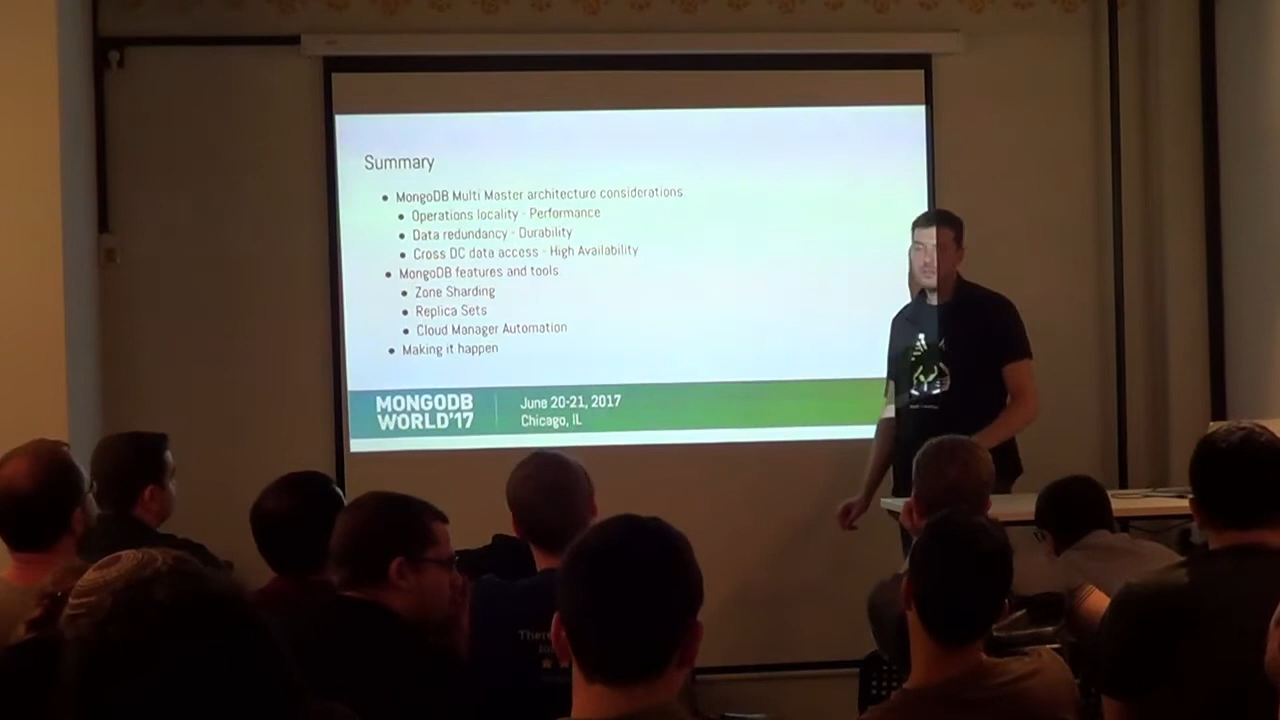 Summary
MongoDB Multi Master architecture considerations:
Operations locality - Performance
Data redundancy - Durability
Cross DC data access - High Availability
MongoDB features and tools
Zone Sharding
Replica Sets
Cloud Manager Automation
Making it happen
MONGODB
WORLD'17
June 20-21, 2017
Chicago, IL